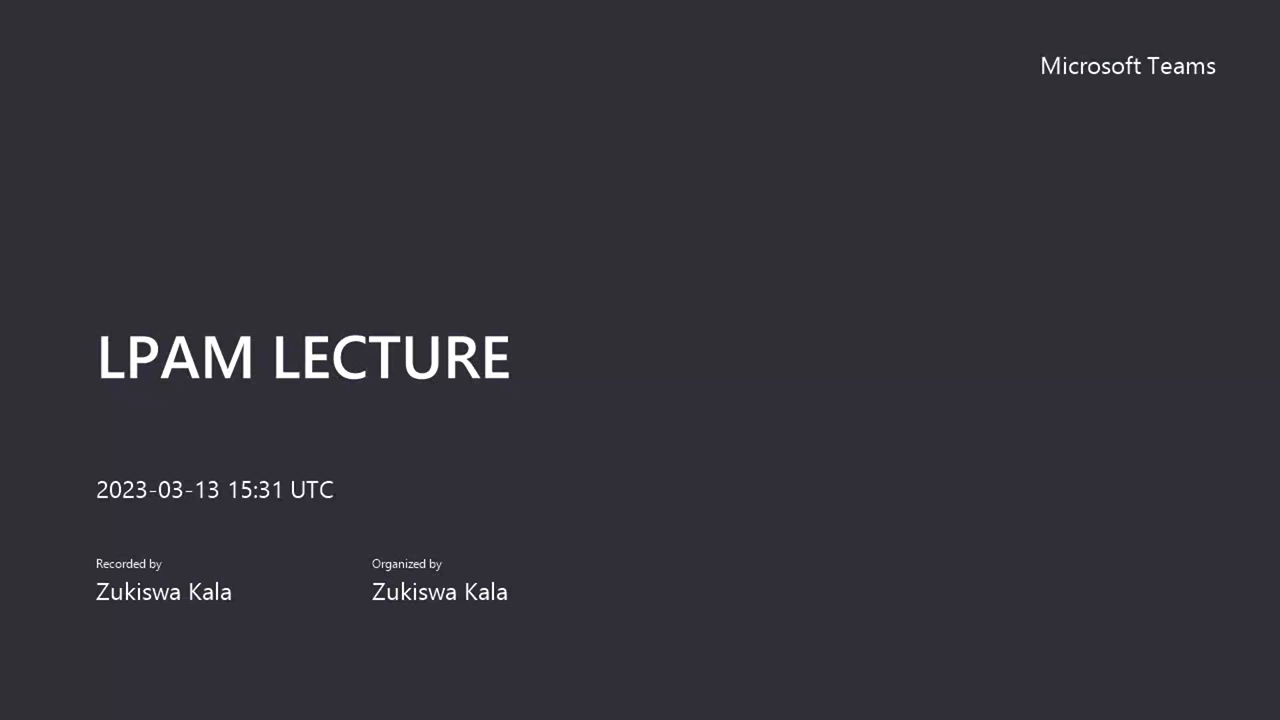 Microsoft Teams
LPAM LECTURE
2023-03-13 15:31 UTC
Recorded by
Zukiswa Kala
Organized by
Zukiswa Kala